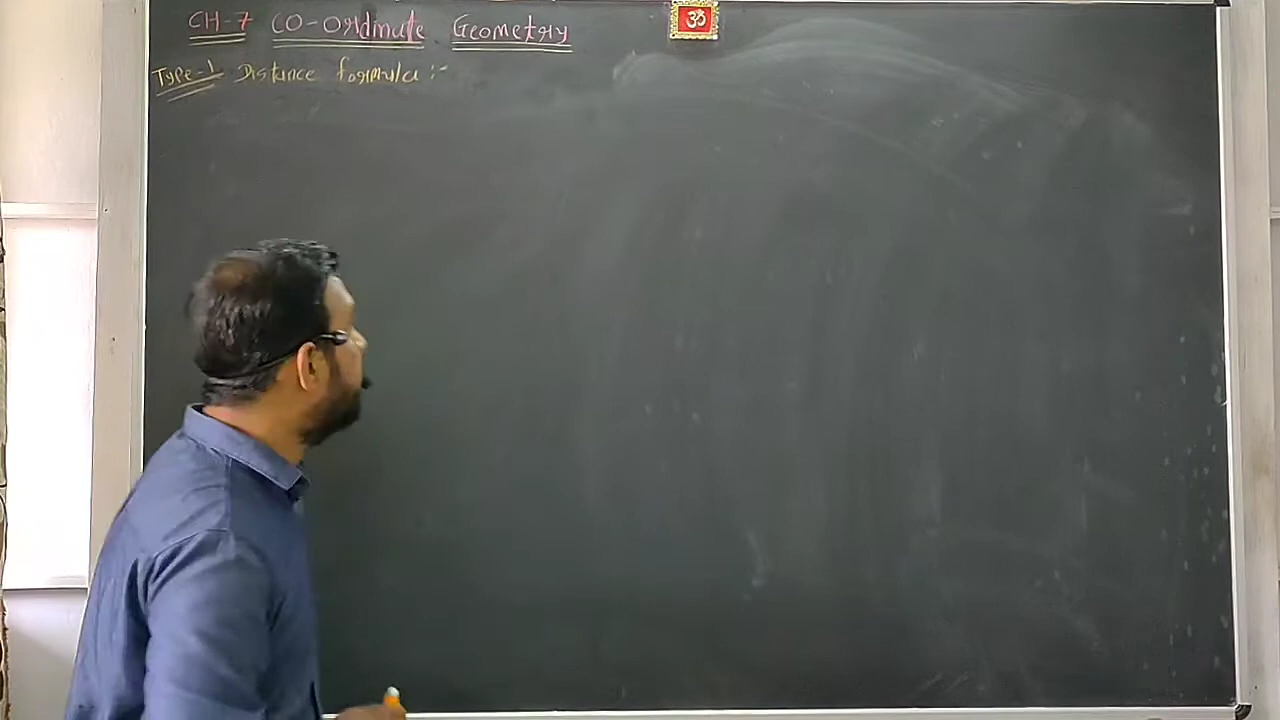 CH-7 CO-Ordinate Geometry
ॐ
Type-1 Distance formula :-